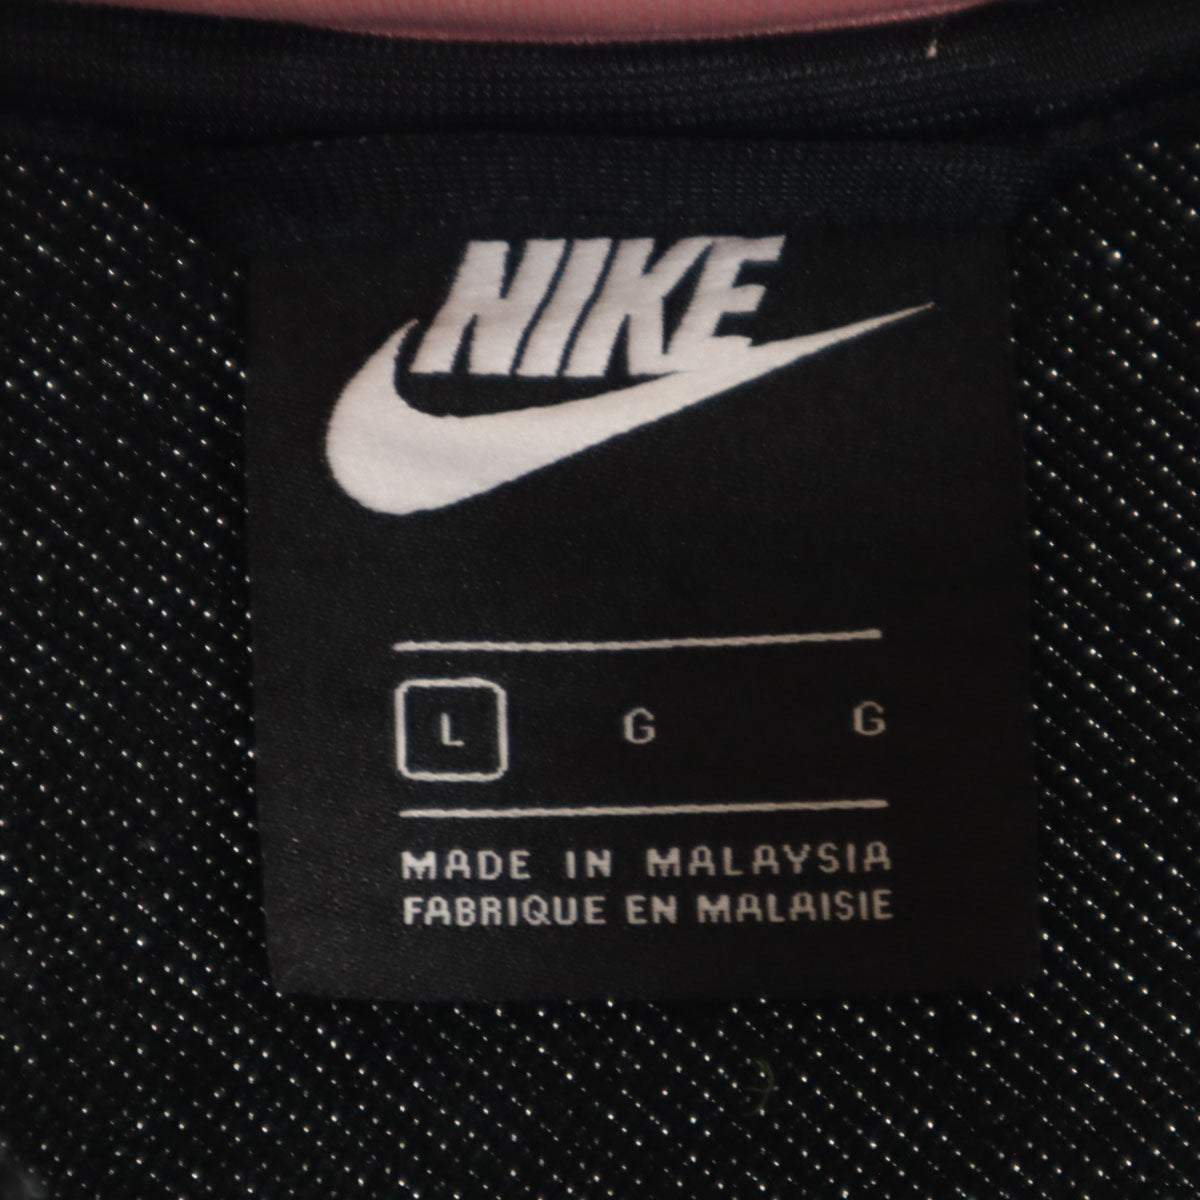 NIKE
L G G
MADE IN MALAYSIA
FABRIQUE EN MALAISIE